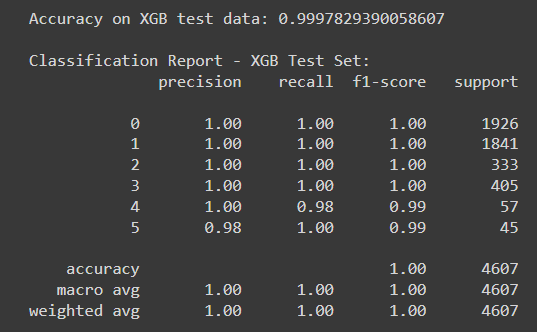 Accuracy on XGB test data: 0.9997829390058607
Classification Report - XGB Test Set:
precision recall f1-score support
0 1.00 1.00 1.00 1926
1 1.00 1.00 1.00 1841
2 1.00 1.00 1.00 333
3 1.00 1.00 1.00 405
4 1.00 0.98 0.99 57
5 0.98 1.00 0.99 45
accuracy 1.00 4607
macro avg 1.00 1.00 1.00 4607
weighted avg 1.00 1.00 1.00 4607